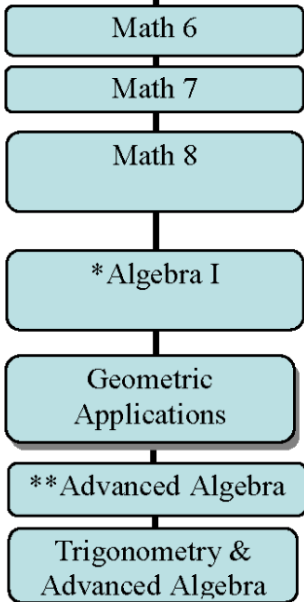 Math 6
Math 7
Math 8
*Algebra I
Geometric
Applications
**Advanced Algebra
Trigonometry &
Advanced Algebra